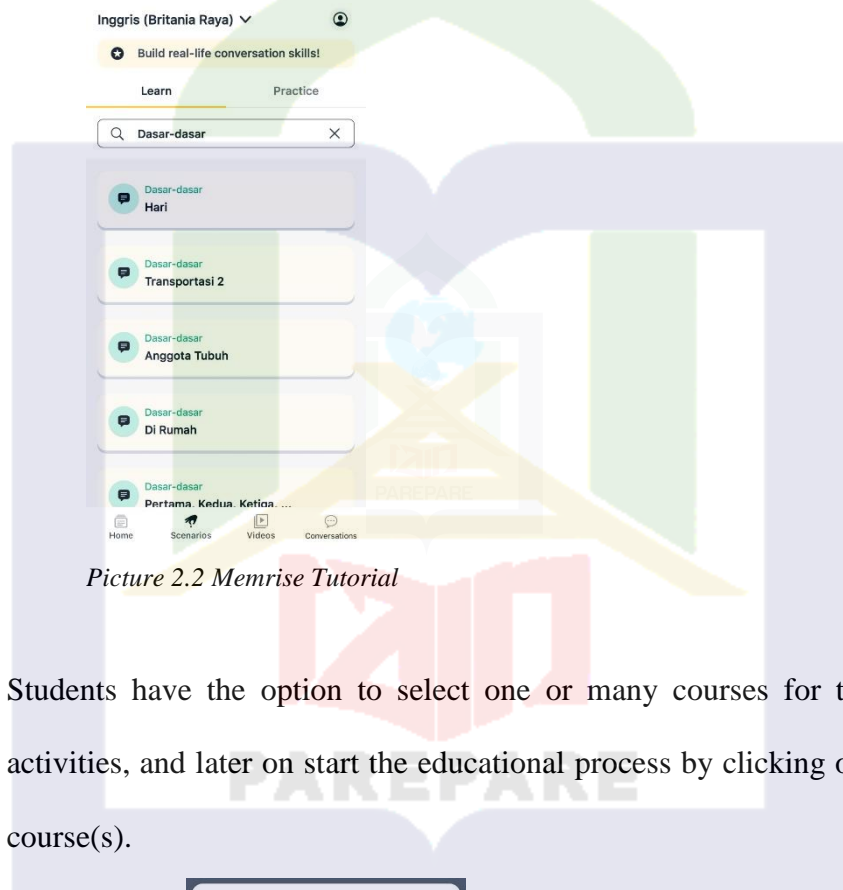 Inggris (Britania Raya)
Build real-life conversation skills!
Learn Practice
Dasar-dasar
Dasar-dasar
Hari
Dasar-dasar
Transportasi 2
Dasar-dasar
Anggota Tubuh
Dasar-dasar
Di Rumah
Dasar-dasar
Pertama, Kedua, Ketiga, ...
Home Scenarios Videos Conversations
Picture 2.2 Memrise Tutorial
Students have the option to select one or many courses for
activities, and later on start the educational process by clicking
course(s).
PAREPARE
PAREPARE